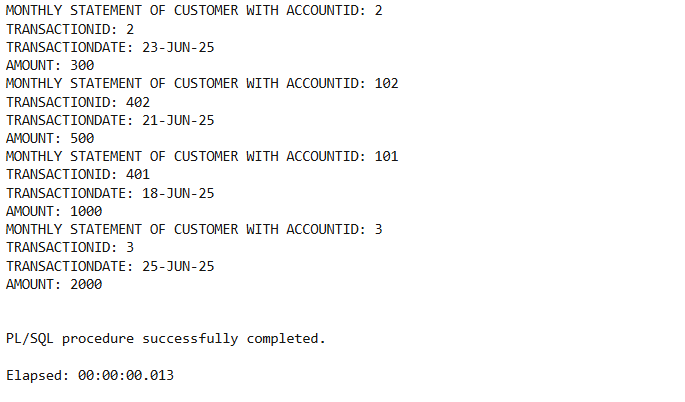 MONTHLY STATEMENT OF CUSTOMER WITH ACCOUNTID: 2
TRANSACTIONID: 2
TRANSACTIONDATE: 23-JUN-25
AMOUNT: 300
MONTHLY STATEMENT OF CUSTOMER WITH ACCOUNTID: 102
TRANSACTIONID: 402
TRANSACTIONDATE: 21-JUN-25
AMOUNT: 500
MONTHLY STATEMENT OF CUSTOMER WITH ACCOUNTID: 101
TRANSACTIONID: 401
TRANSACTIONDATE: 18-JUN-25
AMOUNT: 1000
MONTHLY STATEMENT OF CUSTOMER WITH ACCOUNTID: 3
TRANSACTIONID: 3
TRANSACTIONDATE: 25-JUN-25
AMOUNT: 2000
PL/SQL procedure successfully completed.
Elapsed: 00:00:00.013